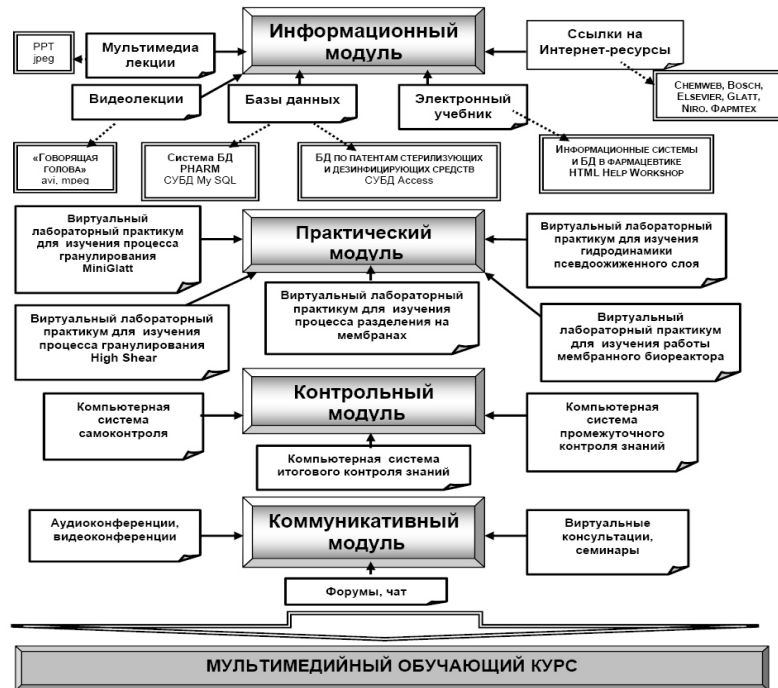 Информационный
модуль
PPT
jpeg
Мультимедиа
лекции
Ссылки на
Интернет-ресурсы
Видеолекции
Базы данных
Электронный
учебник
CHEMWEB, BOSCH,
ELSEVIER, GLATT,
NIRO. ФАРМТЕХ
«ГОВОРЯЩАЯ
ГОЛОВА»
avi, mpeg
Система БД
PHARM
СУБД My SQL
БД ПО ПАТЕНТАМ СТЕРИЛИЗУЮЩИХ
И ДЕЗИНФИЦИРУЮЩИХ СРЕДСТВ
СУБД Access
ИНФОРМАЦИОННЫЕ СИСТЕМЫ
И БД В ФАРМАЦЕВТИКЕ
HTML HELP WORKSHOP
Виртуальный
лабораторный практикум
для изучения процесса
гранулирования
MiniGlatt
Практический
модуль
Виртуальный лабораторный
практикум для изучения
гидродинамики
псевдоожиженного слоя
Виртуальный лабораторный
практикум для изучения
процесса гранулирования
High Shear
Виртуальный лабораторный
практикум для изучения
процесса разделения на
мембранах
Виртуальный
лабораторный практикум
для изучения работы
мембранного биореактора
Контрольный
модуль
Компьютерная
система
самоконтроля
Компьютерная
система
промежуточного
контроля знаний
Компьютерная система
итогового контроля знаний
Коммуникативный
модуль
Аудиоконференции,
видеоконференции
Виртуальные
консультации,
семинары
Форумы, чат
МУЛЬТИМЕДИЙНЫЙ ОБУЧАЮЩИЙ КУРС